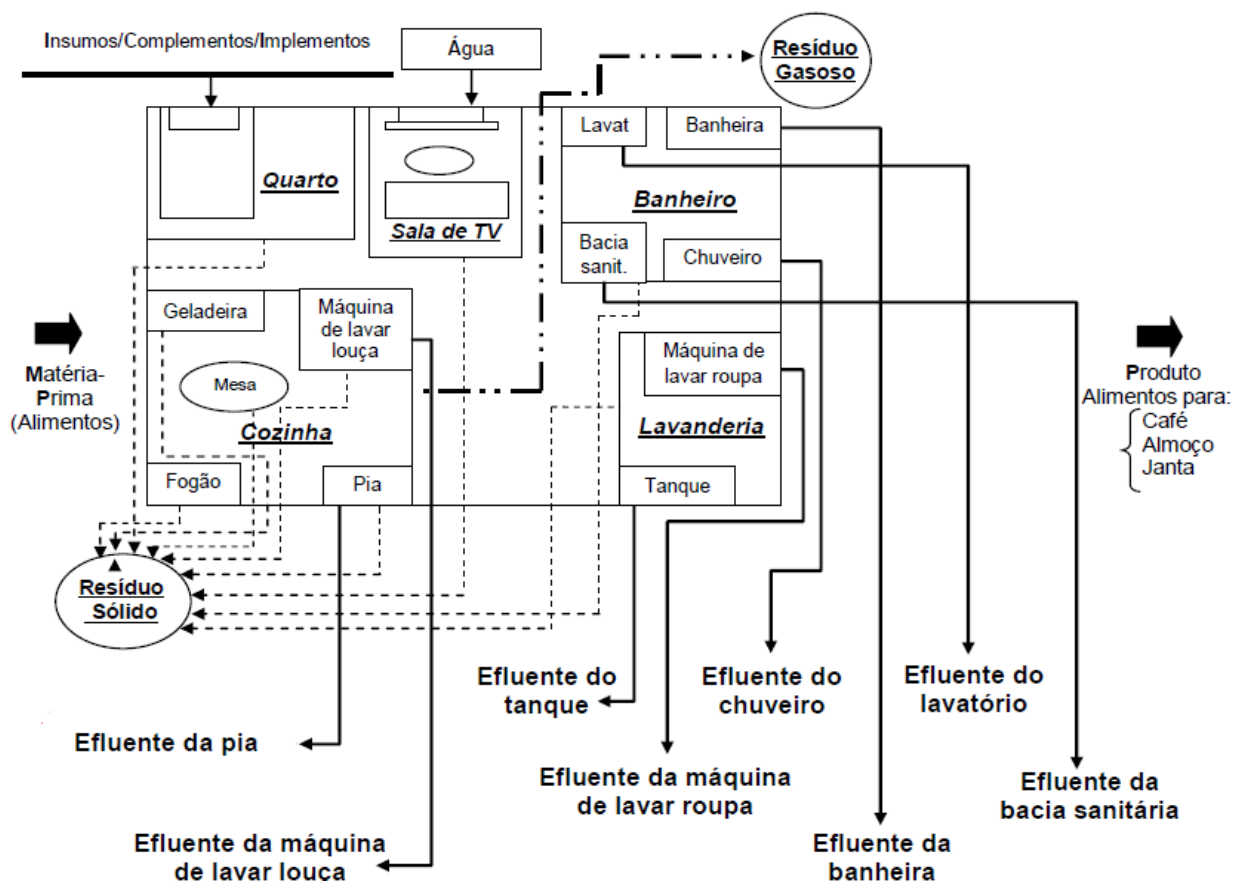 Insumos/Complementos/Implementos
Água
Resíduo
Gasoso
Lavat
Banheira
Quarto
Banheiro
Sala de TV
Bacia
sanit.
Chuveiro
Geladeira
Máquina
de lavar
louça
Máquina de
lavar roupa
Matéria-
Prima
(Alimentos)
Mesa
Cozinha
Lavanderia
Produto
Alimentos para:
Café
Almoço
Janta
Fogão
Pia
Tanque
Resíduo
Sólido
Efluente do
tanque
Efluente do
chuveiro
Efluente do
lavatório
Efluente da pia
Efluente da máquina
de lavar roupa
Efluente da
bacia sanitária
Efluente da máquina
de lavar louça
Efluente da
banheira